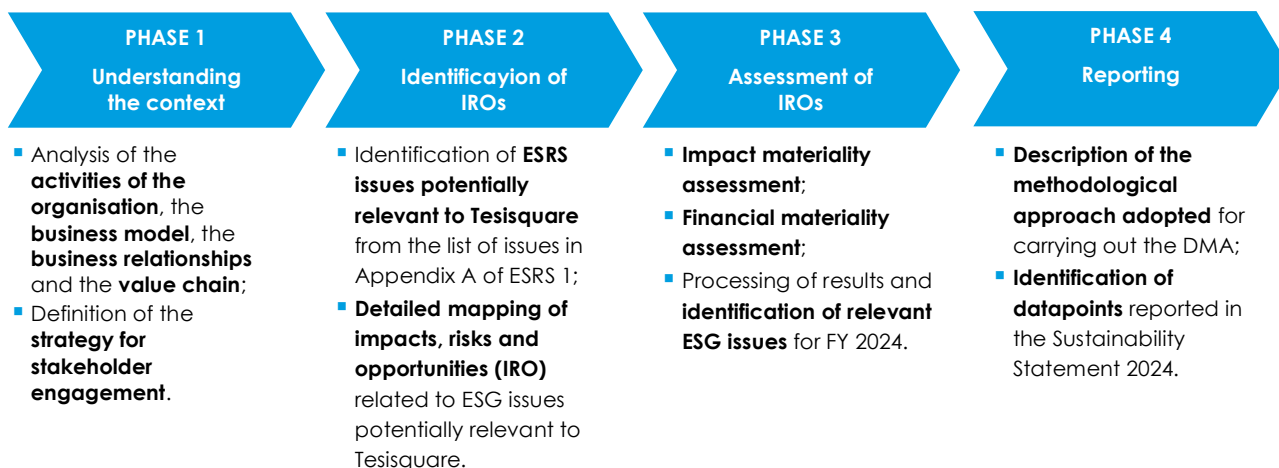 PHASE 1
Understanding
the context
Analysis of the
activities of the
organisation, the
business model, the
business relationships
and the value chain;
Definition of the
strategy for
stakeholder
engagement.
PHASE 2
Identificayion of
IROs
Identification of ESRS
issues potentially
relevant to Tesisquare
from the list of issues in
Appendix A of ESRS 1;
Detailed mapping of
impacts, risks and
opportunities (IRO)
related to ESG issues
potentially relevant to
Tesisquare.
PHASE 3
Assessment of
IROs
Impact materiality
assessment;
Financial materiality
assessment;
Processing of results and
identification of relevant
ESG issues for FY 2024.
PHASE 4
Reporting
Description of the
methodological
approach adopted for
carrying out the DMA;
Identification of
datapoints reported in
the Sustainability
Statement 2024.